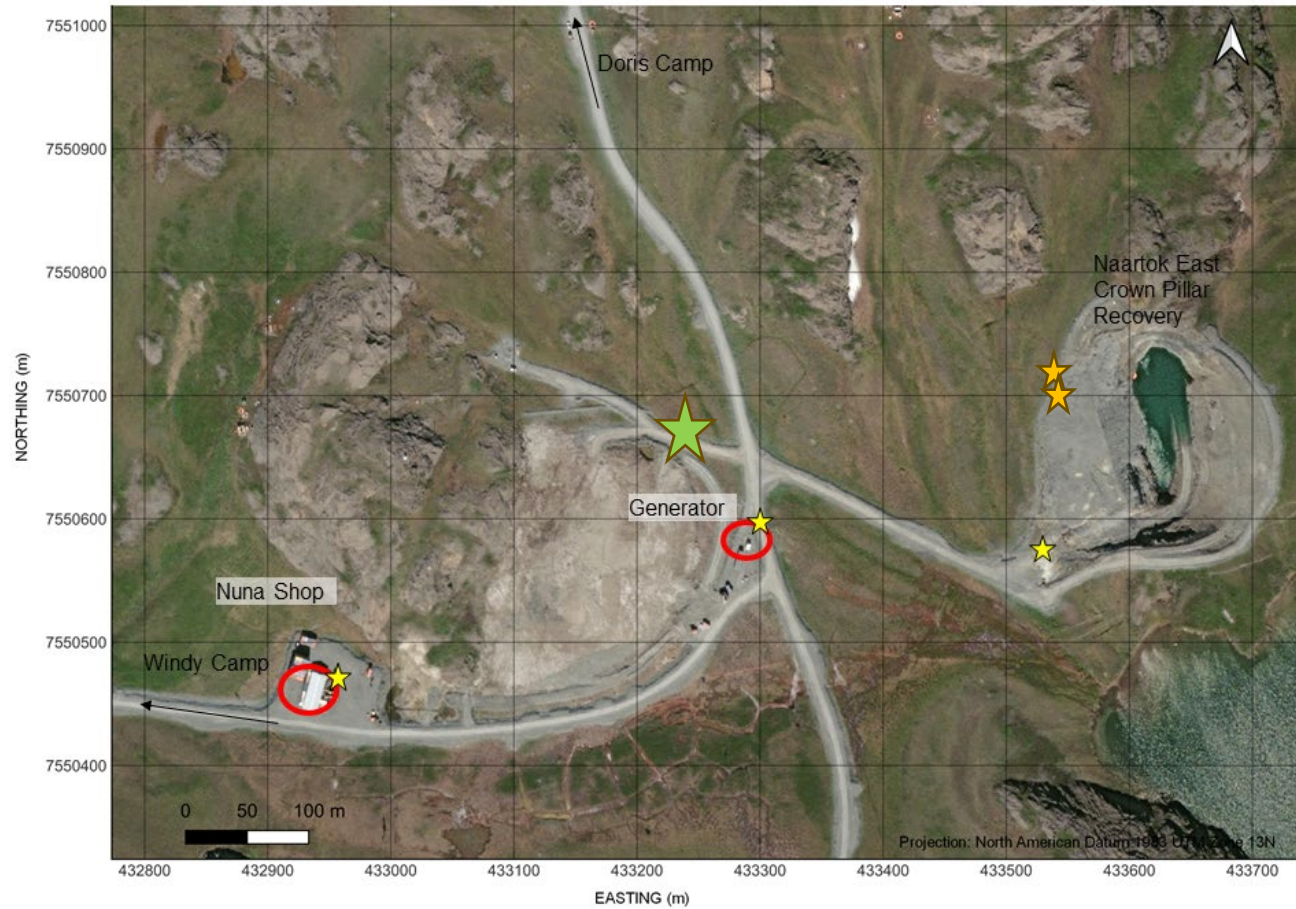 7551000
Doris Camp
7550900
7550800
Naartok East
Crown Pillar
Recovery
7550700
NORTHING (m)
Generator
7550600
Nuna Shop
7550500
Windy Camp
7550400
0 50 100 m
Projection: North American Datum 1983 UTM Zone 13N
432800 432900 433000 433100 433200 433300 433400 433500 433600 433700
EASTING (m)